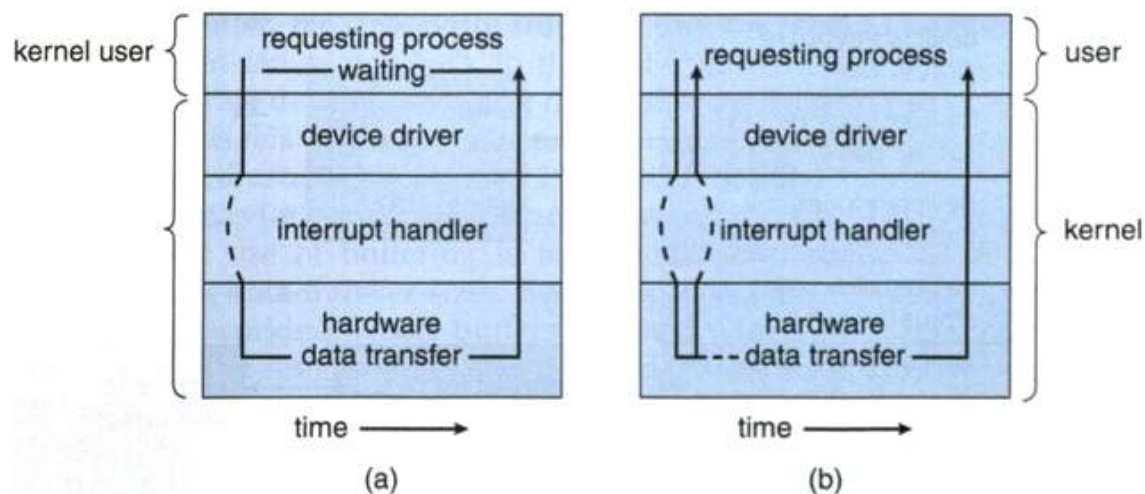 kernel user
requesting process
waiting
device driver
interrupt handler
hardware
data transfer
time
(a)
requesting process
user
device driver
interrupt handler
kernel
hardware
data transfer
time
(b)